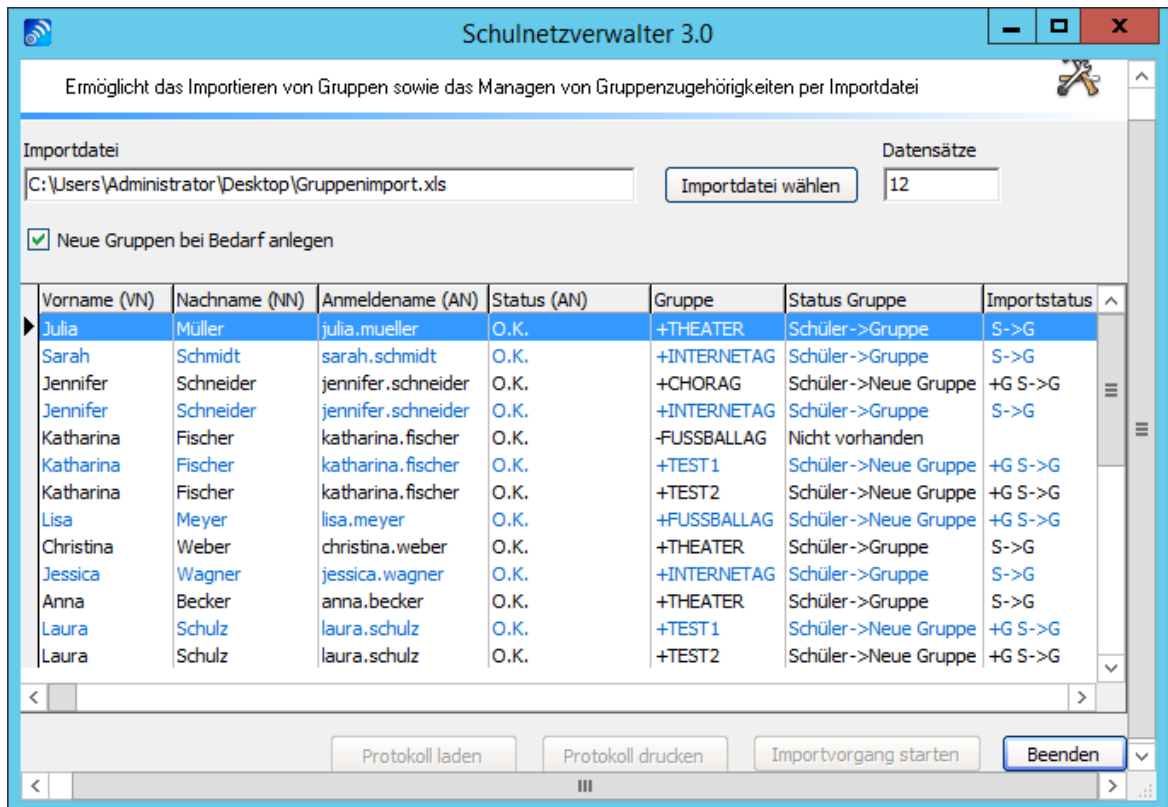 Schulnetzverwalter 3.0
Ermöglicht das Importieren von Gruppen sowie das Managen von Gruppenzugehörigkeiten per Importdatei
Importdatei Datensätze
C:\Users\Administrator\Desktop\Gruppenimport.xls Importdatei wählen 12
Neue Gruppen bei Bedarf anlegen
Vorname (VN) Nachname (NN) Anmeldename (AN) Status (AN) Gruppe Status Gruppe Importstatus
Julia Müller julia.mueller O.K. +THEATER Schüler->Gruppe S->G
Sarah Schmidt sarah.schmidt O.K. +INTERNETAG Schüler->Gruppe S->G
Jennifer Schneider jennifer.schneider O.K. +CHORAG Schüler->Neue Gruppe +G S->G
Jennifer Schneider jennifer.schneider O.K. +INTERNETAG Schüler->Gruppe S->G
Katharina Fischer katharina.fischer O.K. -FUSSBALLAG Nicht vorhanden
Katharina Fischer katharina.fischer O.K. +TEST1 Schüler->Neue Gruppe +G S->G
Katharina Fischer katharina.fischer O.K. +TEST2 Schüler->Neue Gruppe +G S->G
Lisa Meyer lisa.meyer O.K. +FUSSBALLAG Schüler->Neue Gruppe +G S->G
Christina Weber christina.weber O.K. +THEATER Schüler->Gruppe S->G
Jessica Wagner jessica.wagner O.K. +INTERNETAG Schüler->Gruppe S->G
Anna Becker anna.becker O.K. +THEATER Schüler->Gruppe S->G
Laura Schulz laura.schulz O.K. +TEST1 Schüler->Neue Gruppe +G S->G
Laura Schulz laura.schulz O.K. +TEST2 Schüler->Neue Gruppe +G S->G
Protokoll laden Protokoll drucken Importvorgang starten Beenden